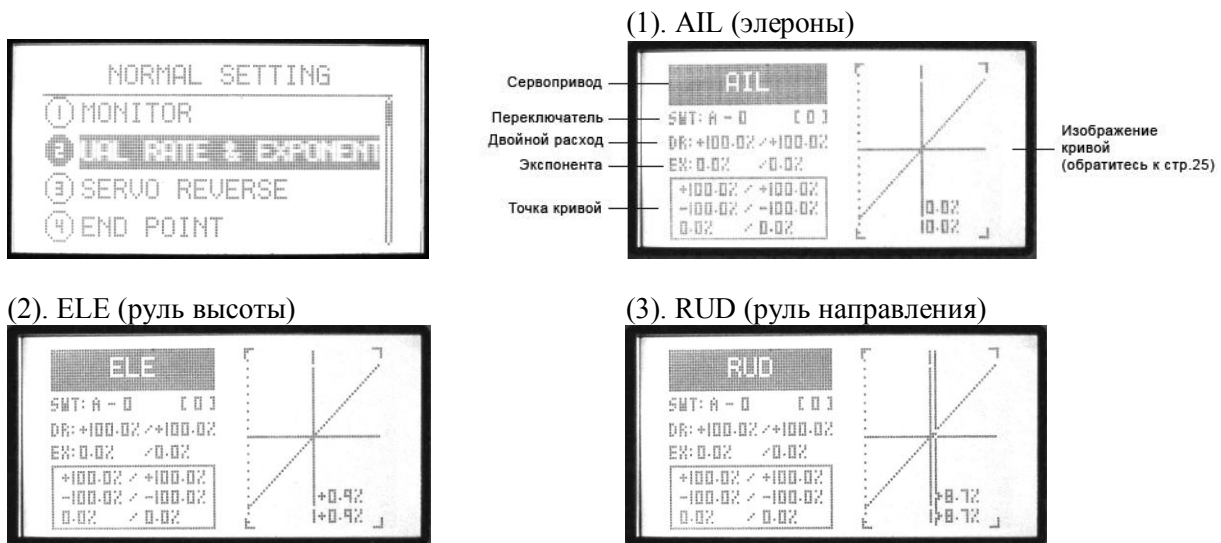 NORMAL SETTING
1 MONITOR
2 UAL RATE & EXPONENT
3 SERVO REVERSE
4 END POINT
(1). AIL (элероны)
Сервопривод
Переключатель
Двойной расход
Экспонента
Точка кривой
AIL
SWT: A - 0 [ 0 ]
DR: +100.0% / +100.0%
EX: 0.0% / 0.0%
+100.0% / +100.0%
-100.0% / -100.0%
0.0% / 0.0%
0.0%
0.0%
Изображение
кривой
(обратитесь к стр.25)
(2). ELE (руль высоты)
ELE
SWT: A - 0 [ 0 ]
DR: +100.0% / +100.0%
EX: 0.0% / 0.0%
+100.0% / +100.0%
-100.0% / -100.0%
0.0% / 0.0%
+0.9%
+0.9%
(3). RUD (руль направления)
RUD
SWT: A - 0 [ 0 ]
DR: +100.0% / +100.0%
EX: 0.0% / 0.0%
+100.0% / +100.0%
-100.0% / -100.0%
0.0% / 0.0%
+8.7%
+8.7%